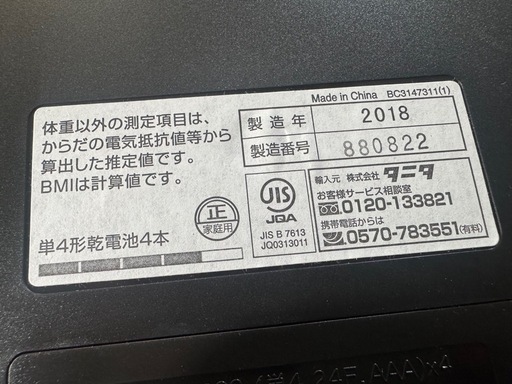 Made in China BC3147311(1)
体重以外の測定項目は、
からだの電気抵抗値等から
算出した推定値です。
BMIは計算値です。
単4形乾電池4本
正
家庭用
製造年 2018
製造番号 880822
JIS
JQA
JIS B 7613
JQ0313011
輸入元 株式会社タニタ
お客様サービス相談室
0120-133821
携帯電話からは
0570-783551(有料)